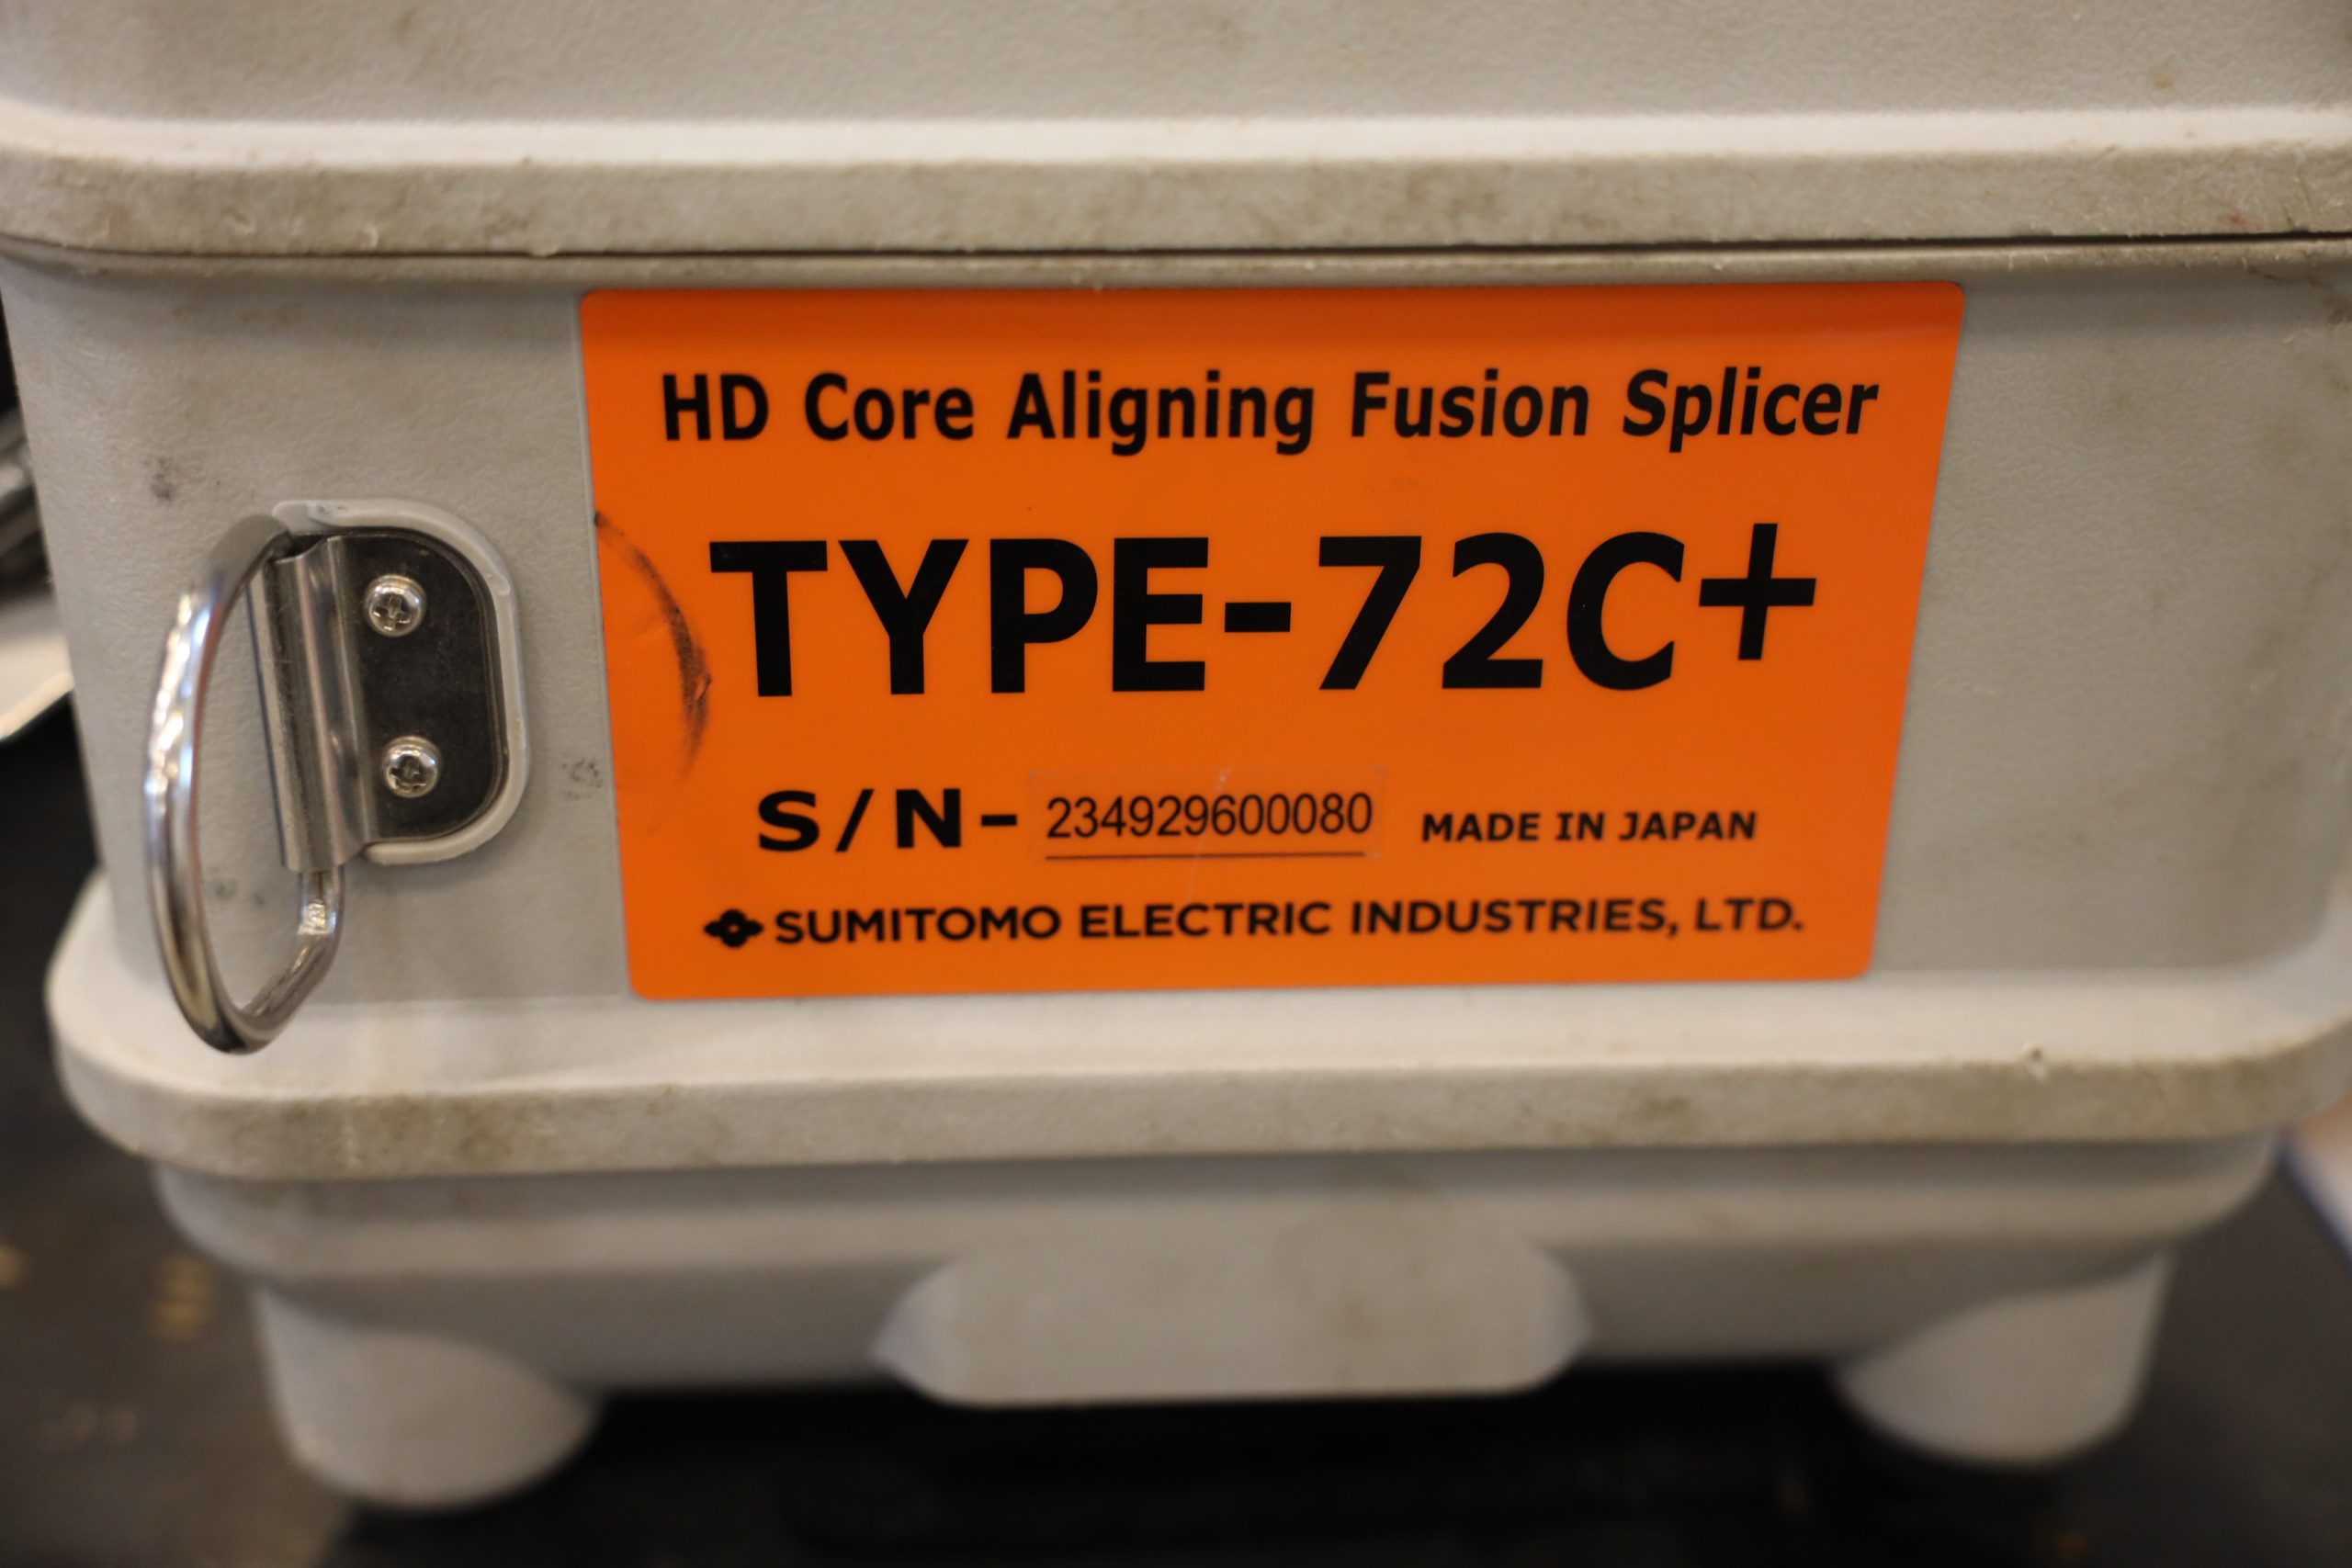 HD Core Aligning Fusion Splicer
TYPE-72C+
S/N- 234929600080 MADE IN JAPAN
SUMITOMO ELECTRIC INDUSTRIES, LTD.